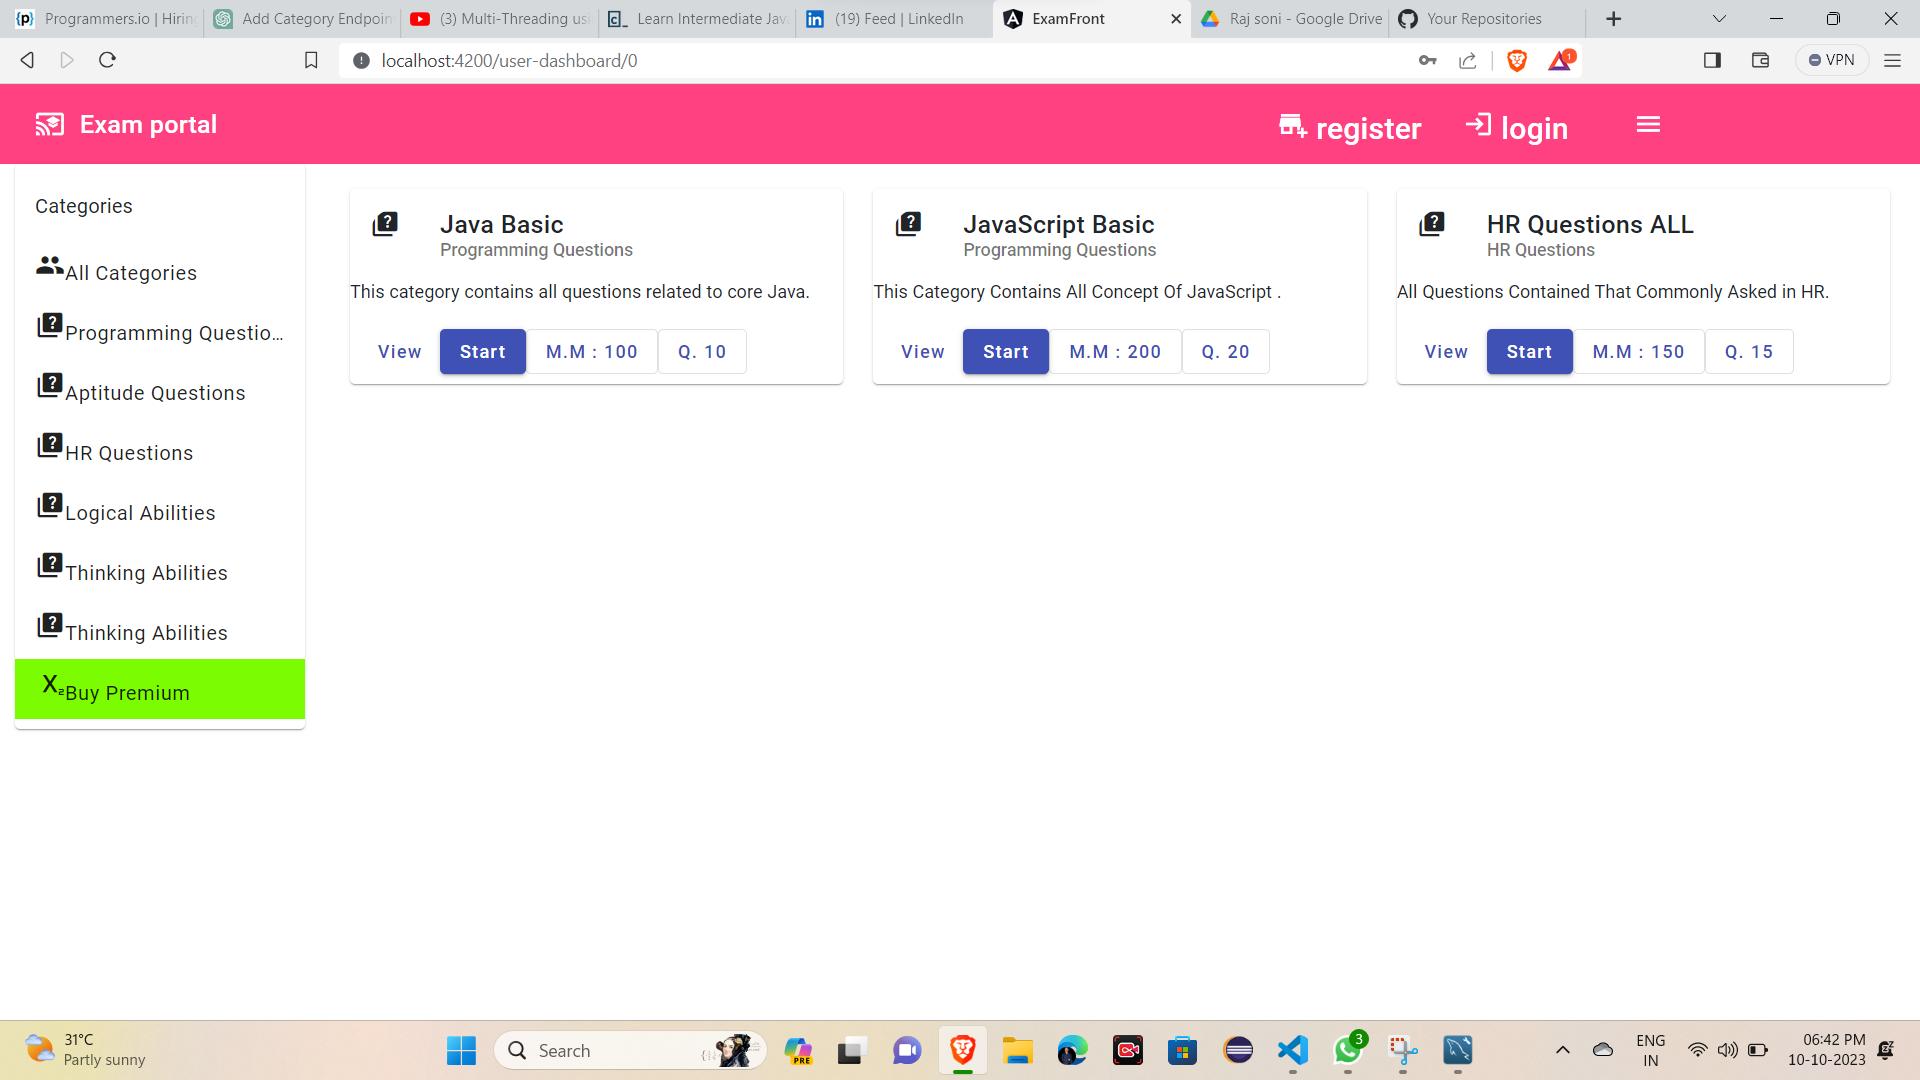 Programmers.io | Hirin
Add Category Endpoin
(3) Multi-Threading usi
Learn Intermediate Jav
(19) Feed | LinkedIn
ExamFront
Raj soni - Google Drive
Your Repositories
localhost:4200/user-dashboard/0
1
VPN
Exam portal
register
login
Categories
All Categories
Programming Questio...
Aptitude Questions
HR Questions
Logical Abilities
Thinking Abilities
Thinking Abilities
Buy Premium
Java Basic
Programming Questions
This category contains all questions related to core Java.
View Start M.M : 100 Q. 10
JavaScript Basic
Programming Questions
This Category Contains All Concept Of JavaScript .
View Start M.M : 200 Q. 20
HR Questions ALL
HR Questions
All Questions Contained That Commonly Asked in HR.
View Start M.M : 150 Q. 15
31°C
Partly sunny
Search
PRE
3
ENG
IN
06:42 PM
10-10-2023